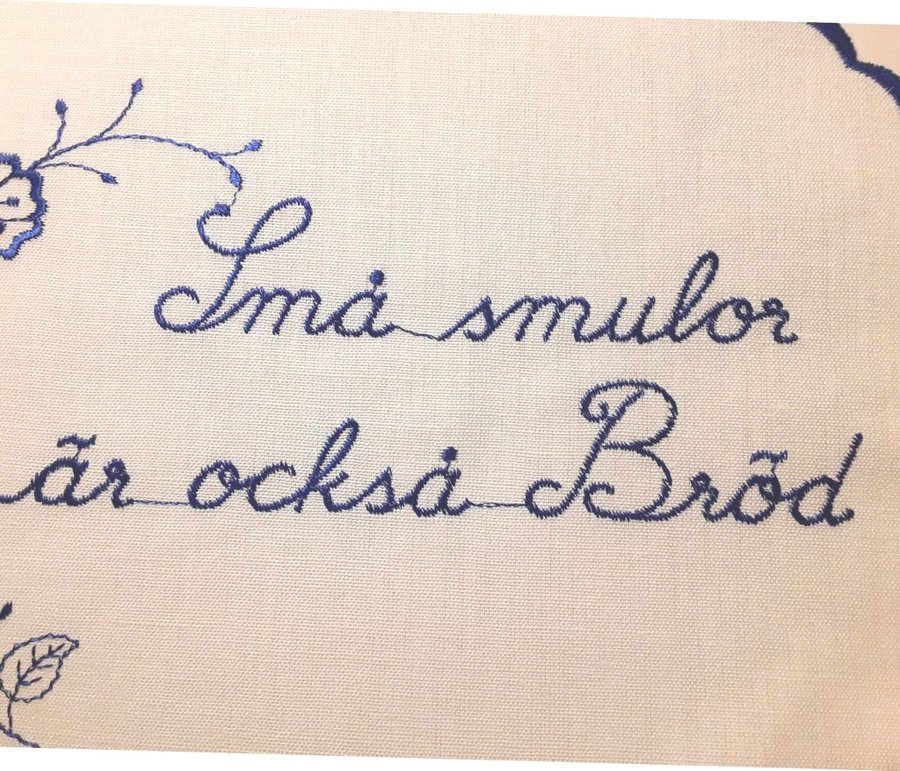 Små smulor
är också Bröd